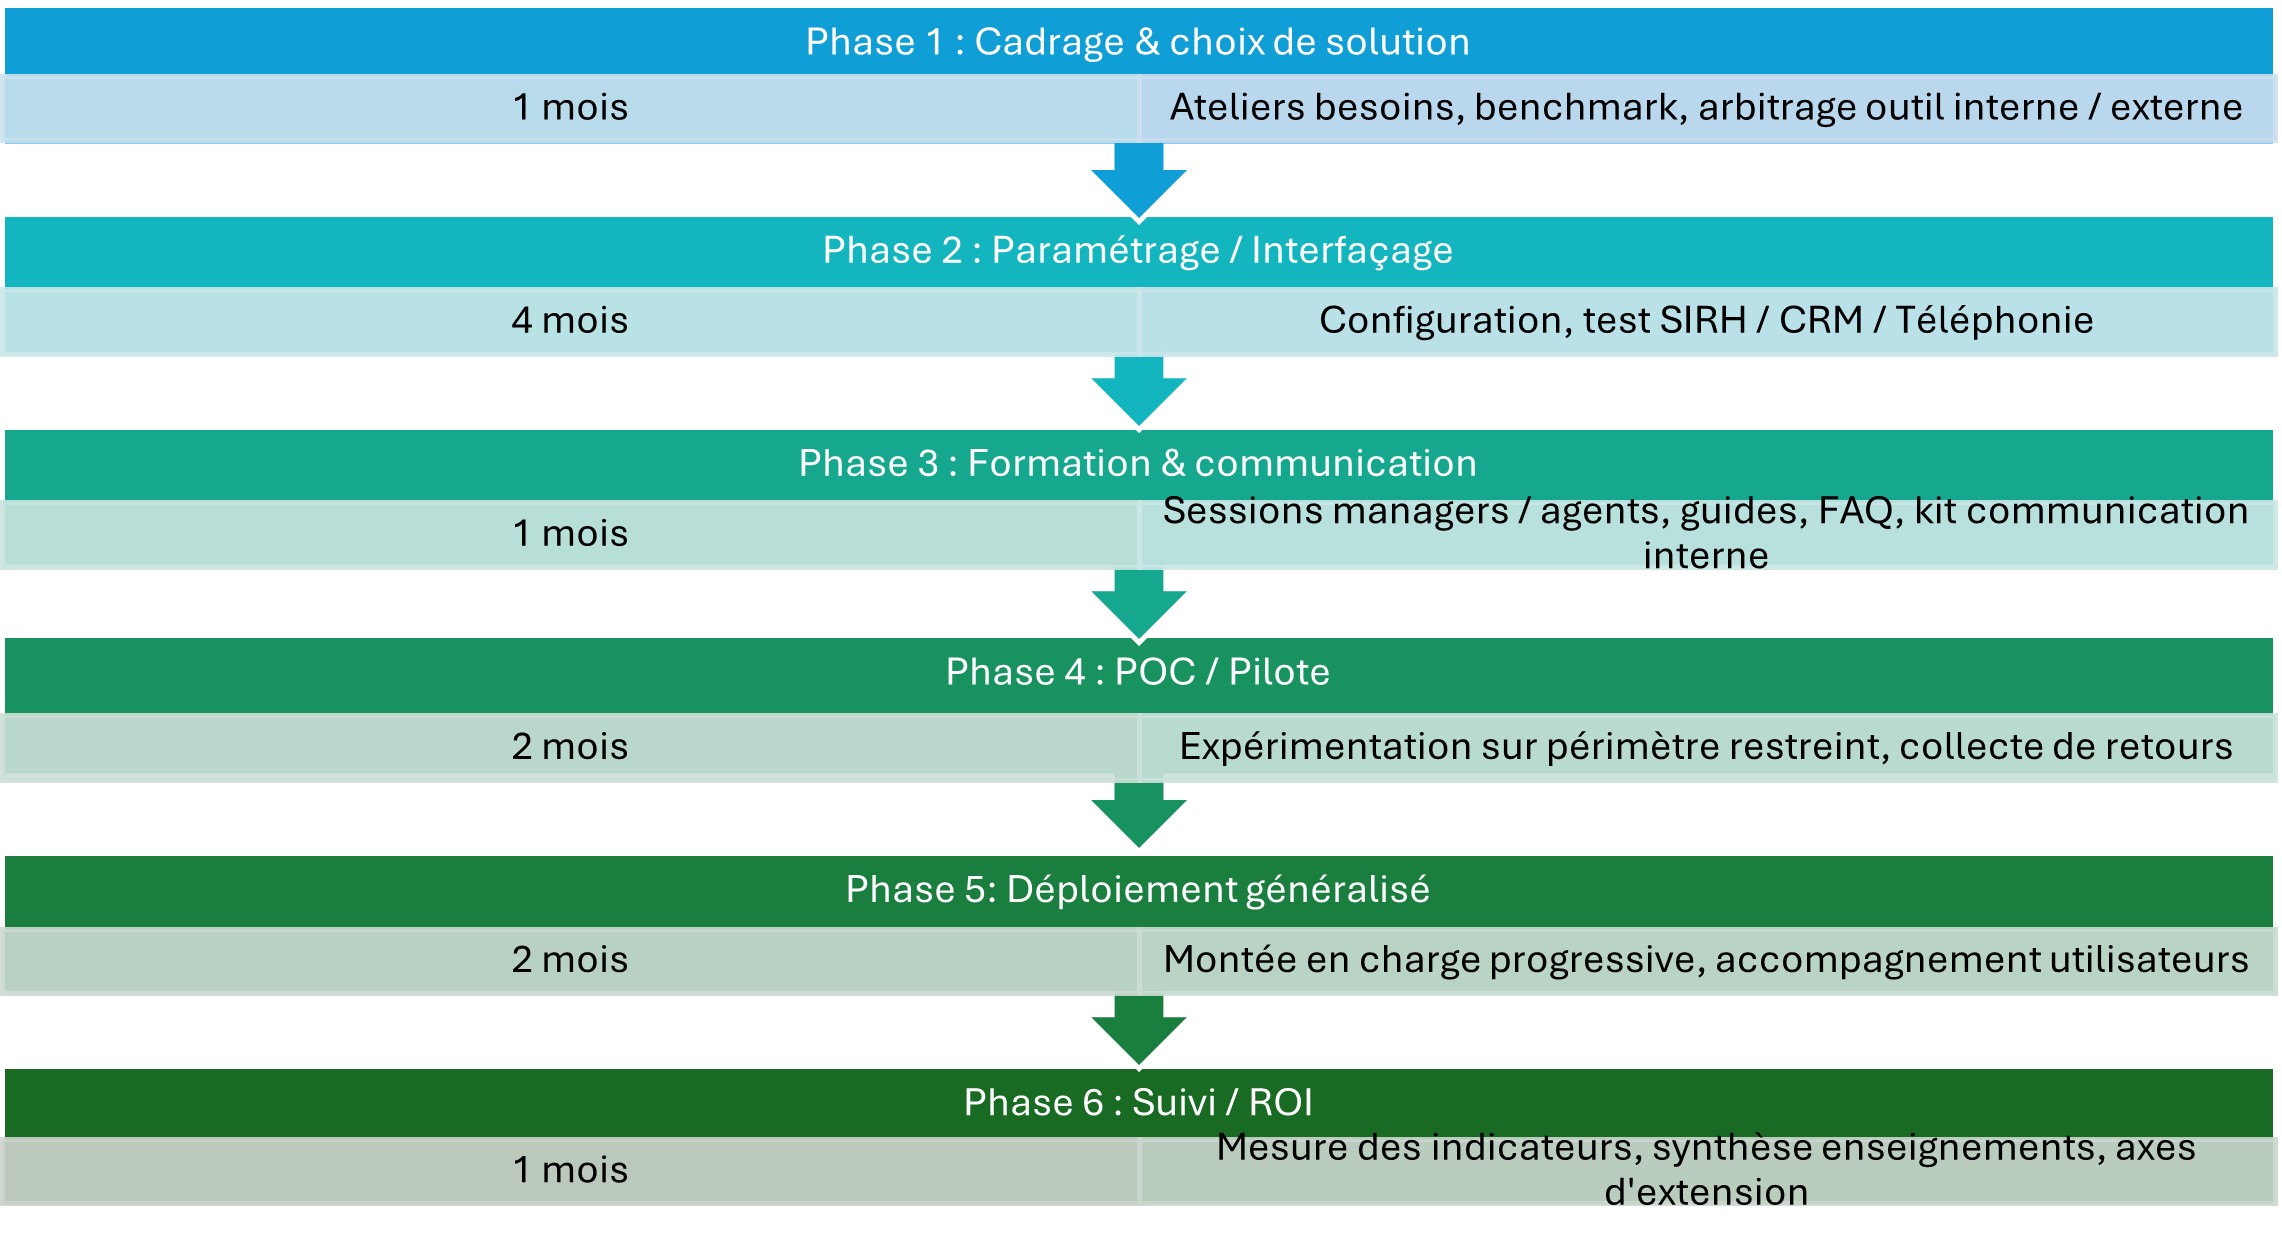 Phase 1 : Cadrage & choix de solution
1 mois
Ateliers besoins, benchmark, arbitrage outil interne / externe
Phase 2 : Paramétrage / Interfaçage
4 mois
Configuration, test SIRH / CRM / Téléphonie
Phase 3 : Formation & communication
1 mois
Sessions managers / agents, guides, FAQ, kit communication
interne
Phase 4 : POC / Pilote
2 mois
Expérimentation sur périmètre restreint, collecte de retours
Phase 5: Déploiement généralisé
2 mois
Montée en charge progressive, accompagnement utilisateurs
Phase 6 : Suivi / ROI
1 mois
Mesure des indicateurs, synthèse enseignements, axes
d'extension